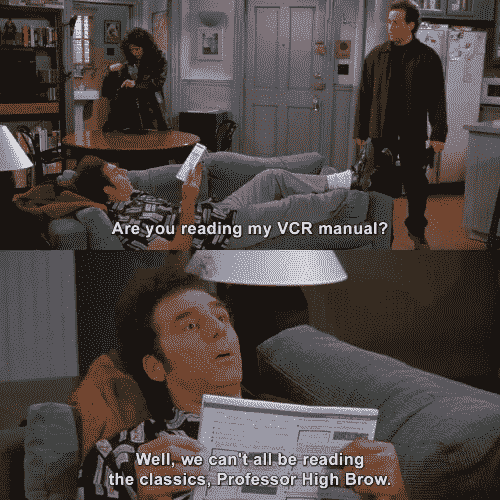 Are you reading my VCR manual?
Well, we can't all be reading
the classics, Professor High Brow.